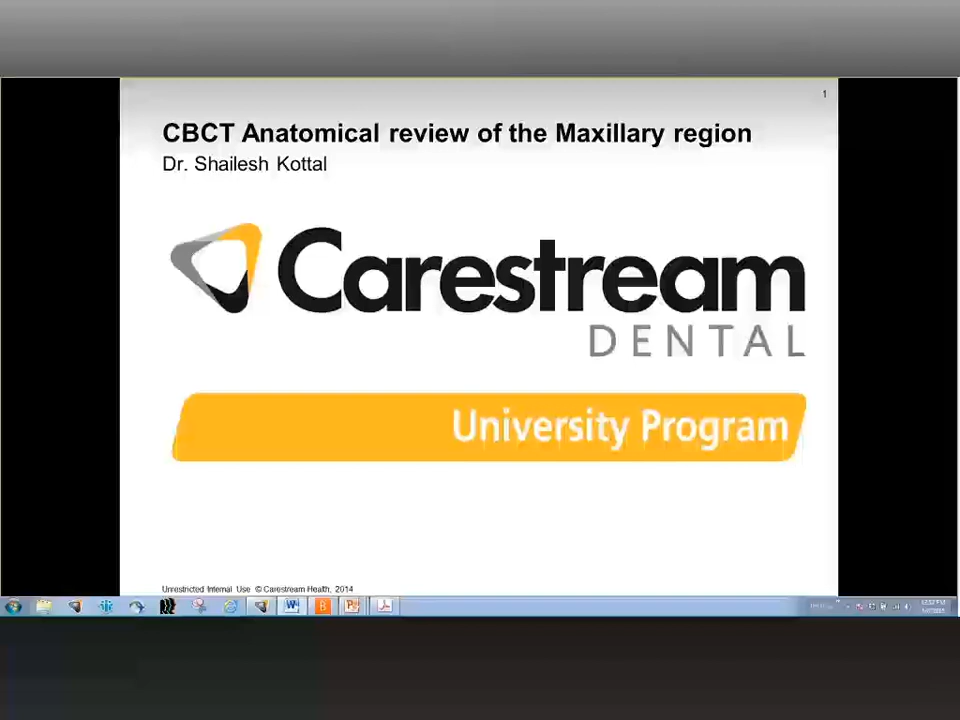 1
CBCT Anatomical review of the Maxillary region
Dr. Shailesh Kottal
Carestream
DENTAL
University Program
Unrestricted Internal Use © Carestream Health, 2014